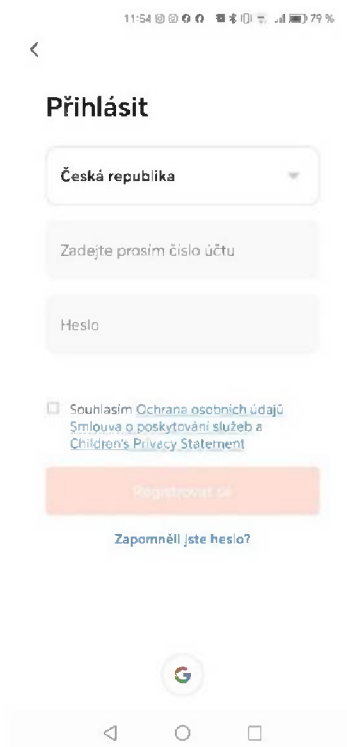 11:54 79 %
Přihlásit
Česká republika
Zadejte prosím číslo účtu
Heslo
Souhlasím Ochrana osobních údajů
Smlouva o poskytování služeb a
Children's Privacy Statement
Registrovat se
Zapomněli jste heslo?
G